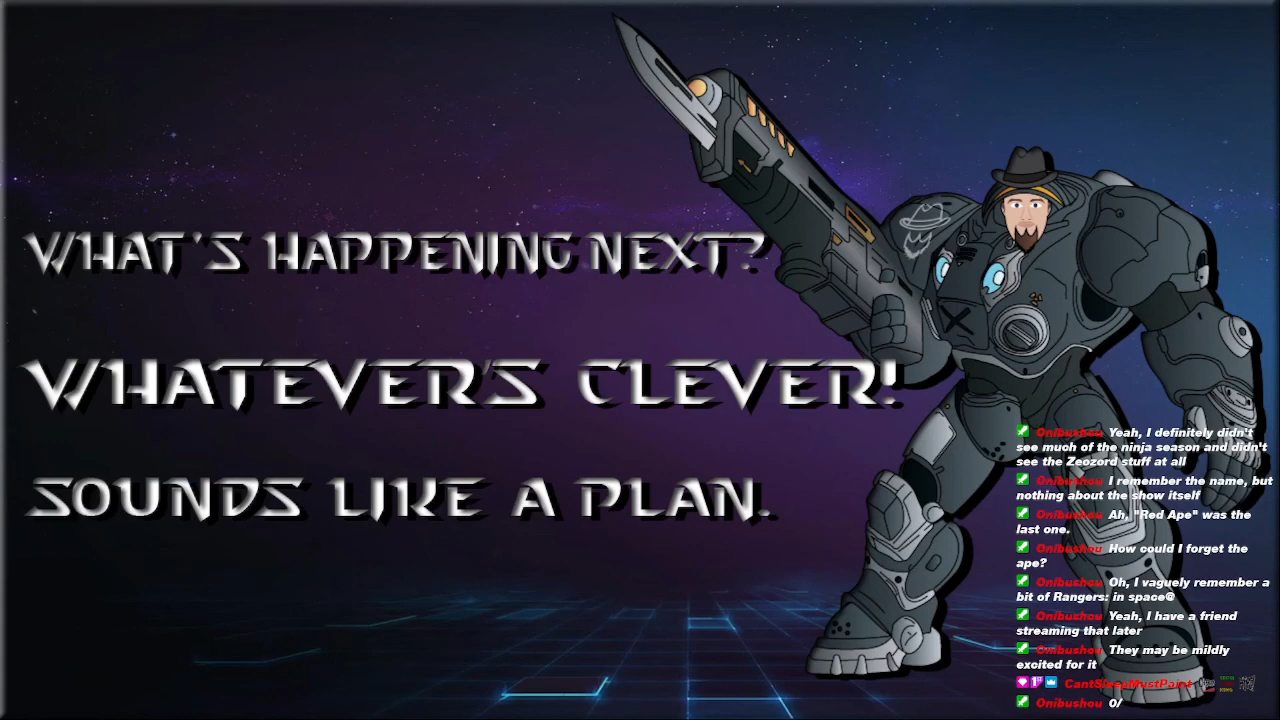 WHAT'S HAPPENING NEXT?
WHATEVER'S CLEVER!
SOUNDS LIKE A PLAN.
Onibushou Yeah, I definitely didn't
see much of the ninja season and didn't
see the Zeozord stuff at all
Onibushou I remember the name, but
nothing about the show itself
Onibushou Ah, "Red Ape" was the
last one.
Onibushou How could I forget the
ape?
Onibushou Oh, I vaguely remember a
bit of Rangers: in space@
Onibushou Yeah, I have a friend
streaming that later
Onibushou They may be mildly
excited for it
CantSleepMustPaint
Onibushou O/